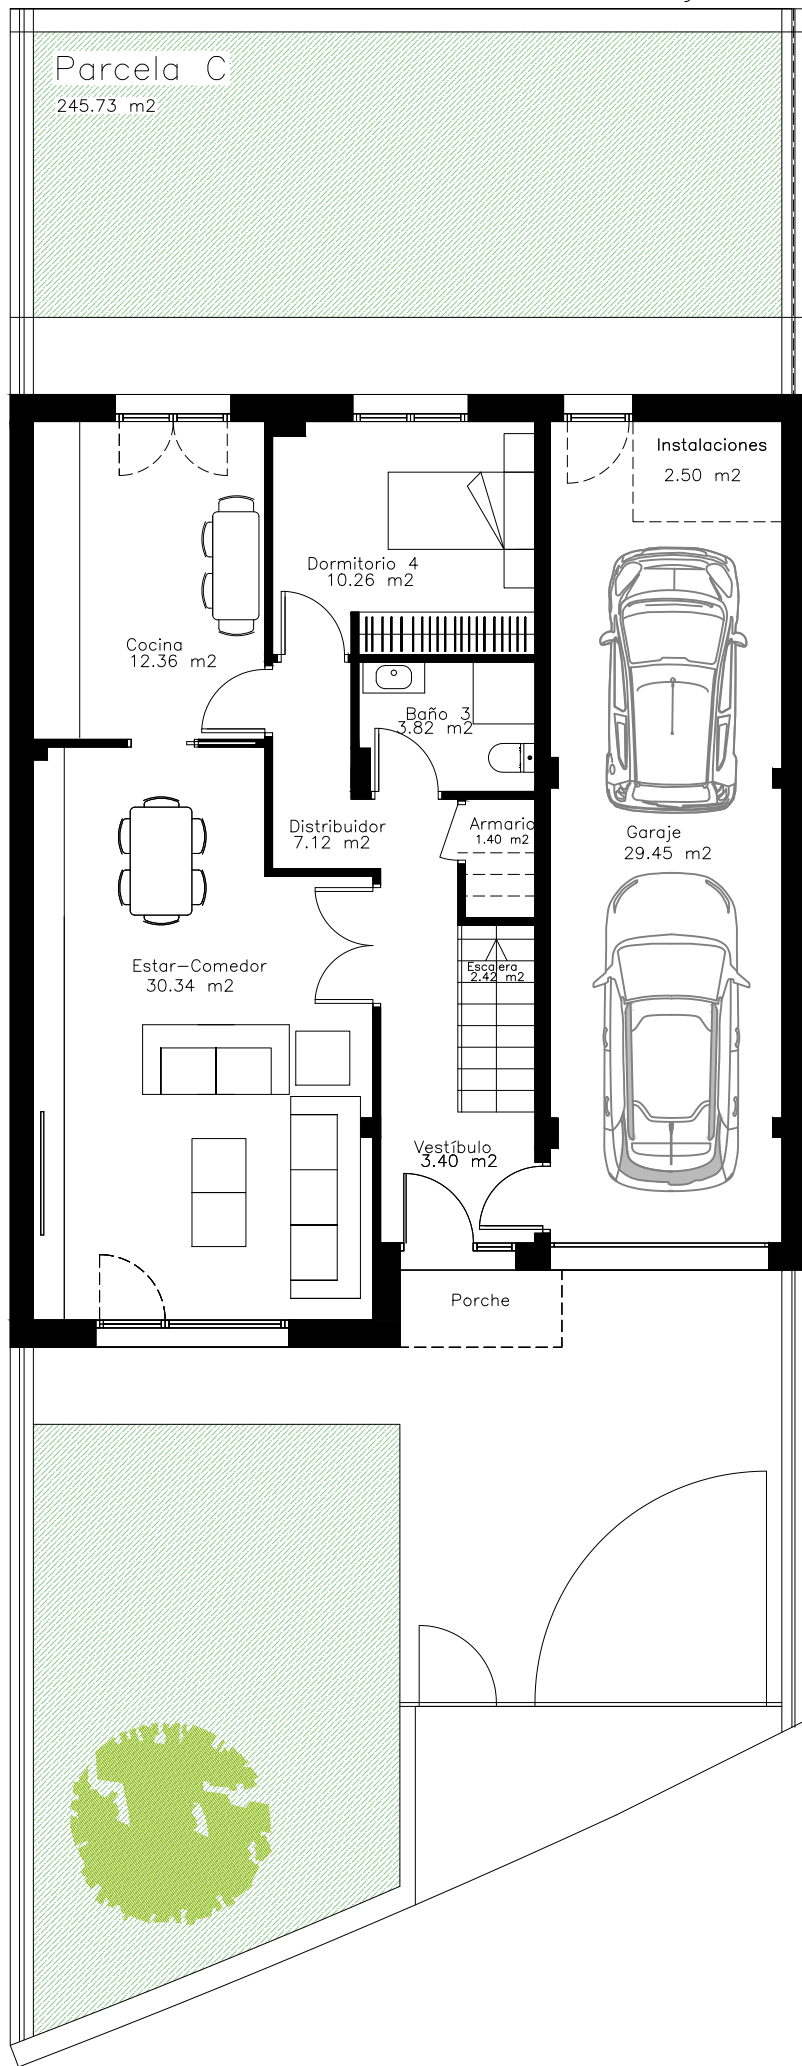 Parcela C
245.73 m2
Instalaciones
2.50 m2
Dormitorio 4
10.26 m2
Cocina
12.36 m2
Baño 3
3.82 m2
Distribuidor
7.12 m2
Armario
1.40 m2
Garaje
29.45 m2
Estar-Comedor
30.34 m2
Escalera
2.42 m2
Vestíbulo
3.40 m2
Porche